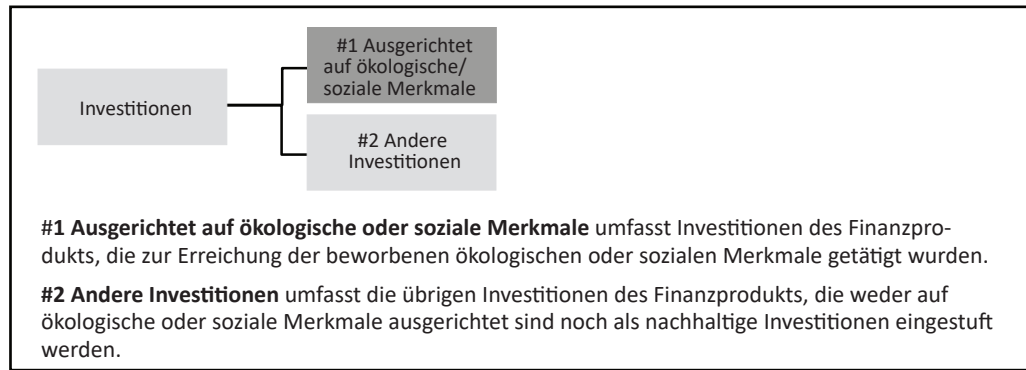 #1 Ausgerichtet
auf ökologische/
soziale Merkmale
Investitionen
#2 Andere
Investitionen
#1 Ausgerichtet auf ökologische oder soziale Merkmale umfasst Investitionen des Finanzpro-
dukts, die zur Erreichung der beworbenen ökologischen oder sozialen Merkmale getätigt wurden.
#2 Andere Investitionen umfasst die übrigen Investitionen des Finanzprodukts, die weder auf
ökologische oder soziale Merkmale ausgerichtet sind noch als nachhaltige Investitionen eingestuft
werden.